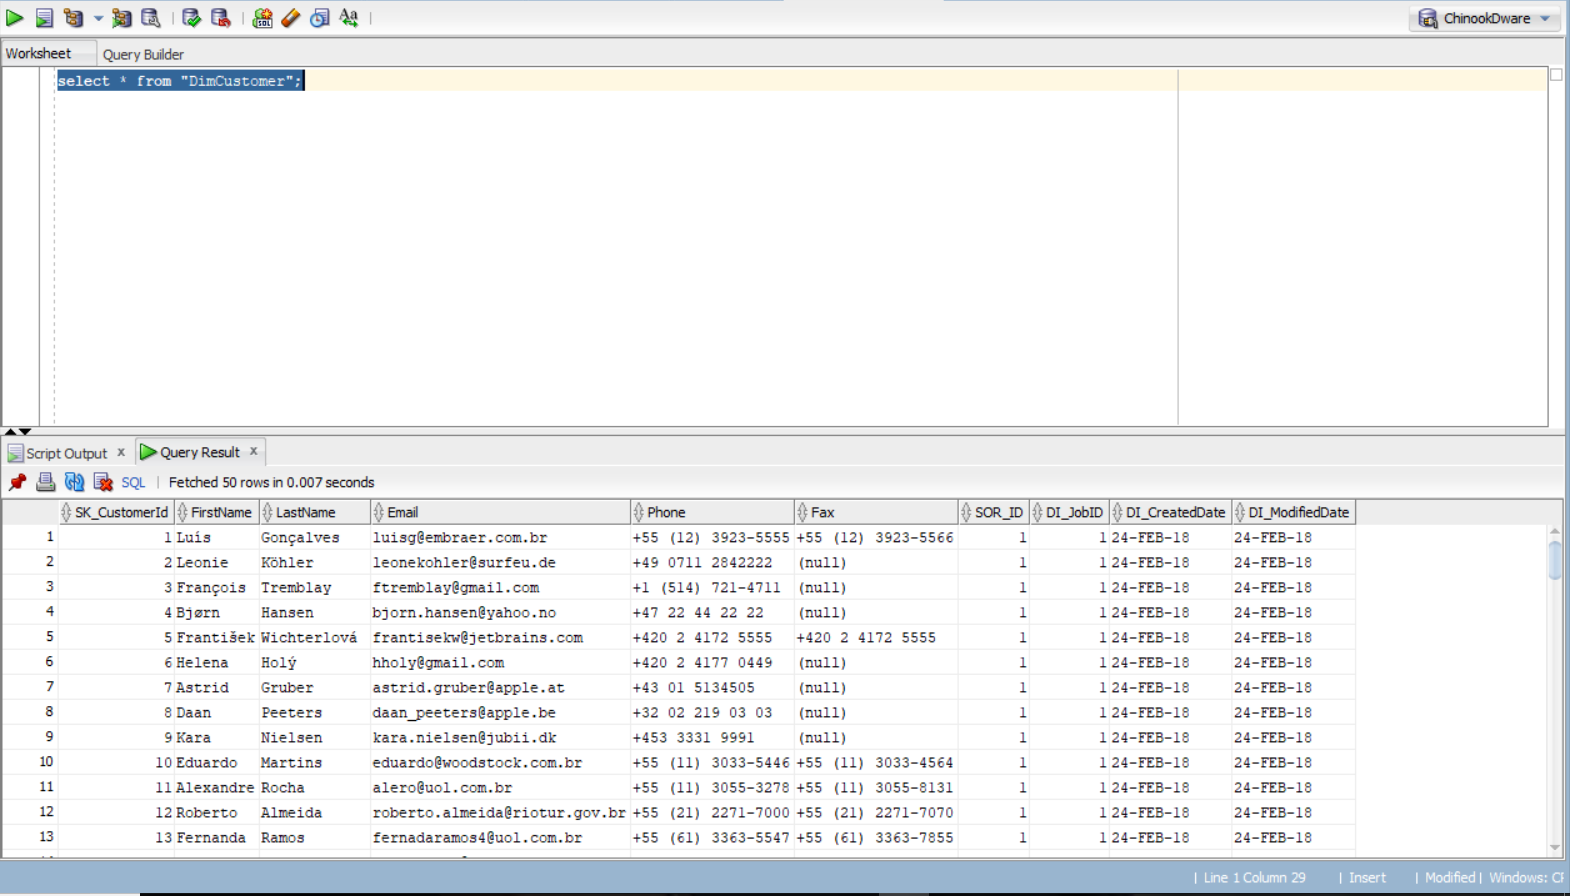 ChinookDware
Worksheet Query Builder
select * from "DimCustomer";
Script Output x Query Result x
SQL | Fetched 50 rows in 0.007 seconds
SK_CustomerId FirstName LastName Email Phone Fax SOR_ID DI_JobID DI_CreatedDate DI_ModifiedDate
1 1 Luís Gonçalves luisg@embraer.com.br +55 (12) 3923-5555 +55 (12) 3923-5566 1 1 24-FEB-18 24-FEB-18
2 2 Leonie Köhler leonekohler@surfeu.de +49 0711 2842222 (null) 1 1 24-FEB-18 24-FEB-18
3 3 François Tremblay ftremblay@gmail.com +1 (514) 721-4711 (null) 1 1 24-FEB-18 24-FEB-18
4 4 Bjørn Hansen bjorn.hansen@yahoo.no +47 22 44 22 22 (null) 1 1 24-FEB-18 24-FEB-18
5 5 František Wichterlová frantisekw@jetbrains.com +420 2 4172 5555 +420 2 4172 5555 1 1 24-FEB-18 24-FEB-18
6 6 Helena Holý hholy@gmail.com +420 2 4177 0449 (null) 1 1 24-FEB-18 24-FEB-18
7 7 Astrid Gruber astrid.gruber@apple.at +43 01 5134505 (null) 1 1 24-FEB-18 24-FEB-18
8 8 Daan Peeters daan_peeters@apple.be +32 02 219 03 03 (null) 1 1 24-FEB-18 24-FEB-18
9 9 Kara Nielsen kara.nielsen@jubii.dk +453 3331 9991 (null) 1 1 24-FEB-18 24-FEB-18
10 10 Eduardo Martins eduardo@woodstock.com.br +55 (11) 3033-5446 +55 (11) 3033-4564 1 1 24-FEB-18 24-FEB-18
11 11 Alexandre Rocha alero@uol.com.br +55 (11) 3055-3278 +55 (11) 3055-8131 1 1 24-FEB-18 24-FEB-18
12 12 Roberto Almeida roberto.almeida@riotur.gov.br +55 (21) 2271-7000 +55 (21) 2271-7070 1 1 24-FEB-18 24-FEB-18
13 13 Fernanda Ramos fernadaramos4@uol.com.br +55 (61) 3363-5547 +55 (61) 3363-7855 1 1 24-FEB-18 24-FEB-18
| Line 1 Column 29 | Insert | Modified | Windows: